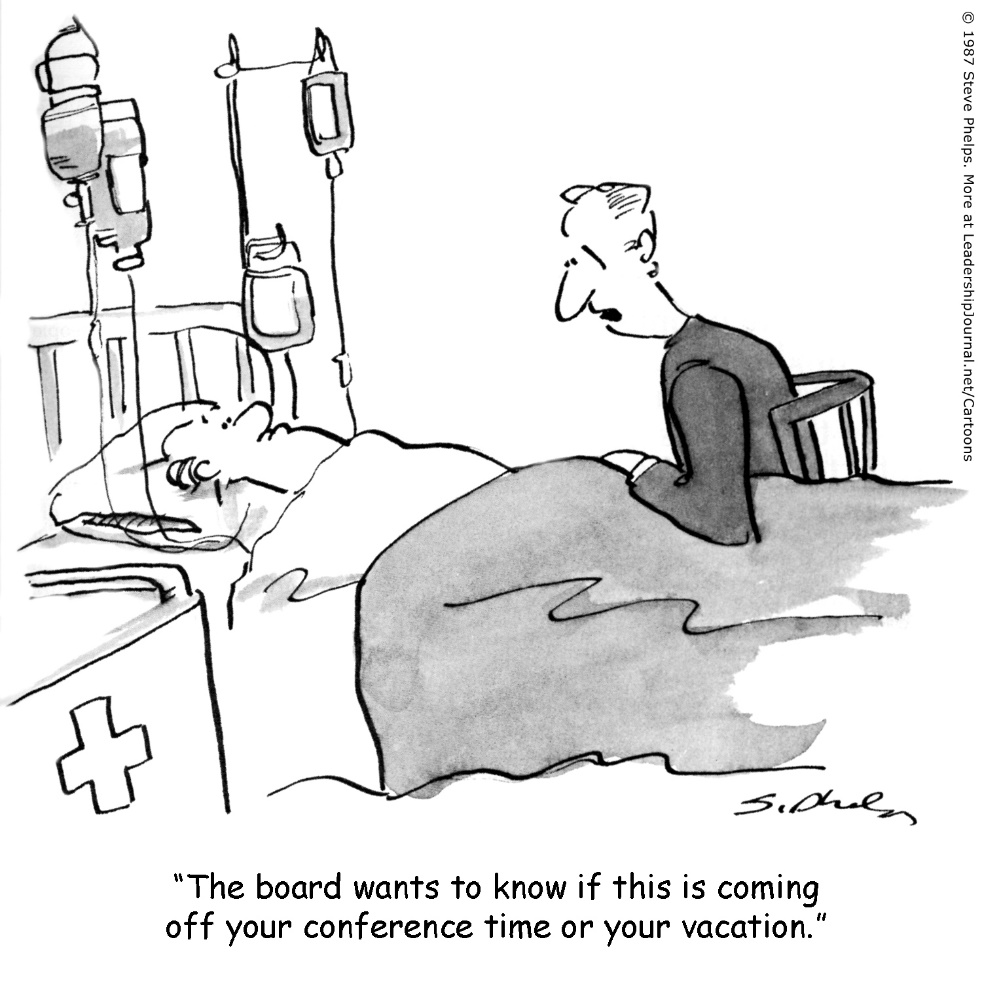 © 1987 Steve Phelps. More at LeadershipJournal.net/Cartoons
S. Phelps
“The board wants to know if this is coming
off your conference time or your vacation.”